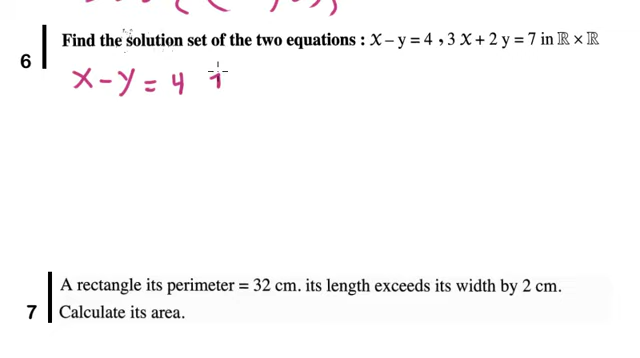 6 Find the solution set of the two equations : X – y = 4 , 3 X + 2 y = 7 in ℝ × ℝ
x - y = 4
A rectangle its perimeter = 32 cm. its length exceeds its width by 2 cm.
7 Calculate its area.